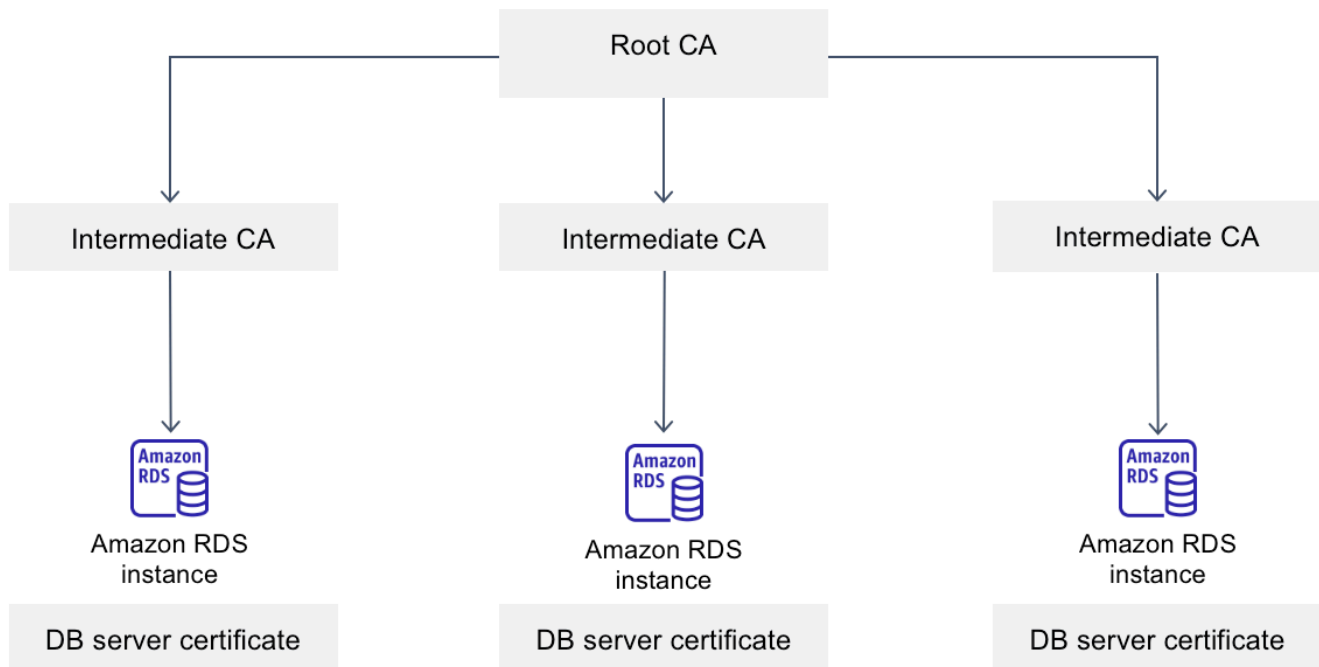 Root CA
Intermediate CA
Intermediate CA
Intermediate CA
Amazon
RDS
Amazon RDS
instance
DB server certificate
Amazon
RDS
Amazon RDS
instance
DB server certificate
Amazon
RDS
Amazon RDS
instance
DB server certificate